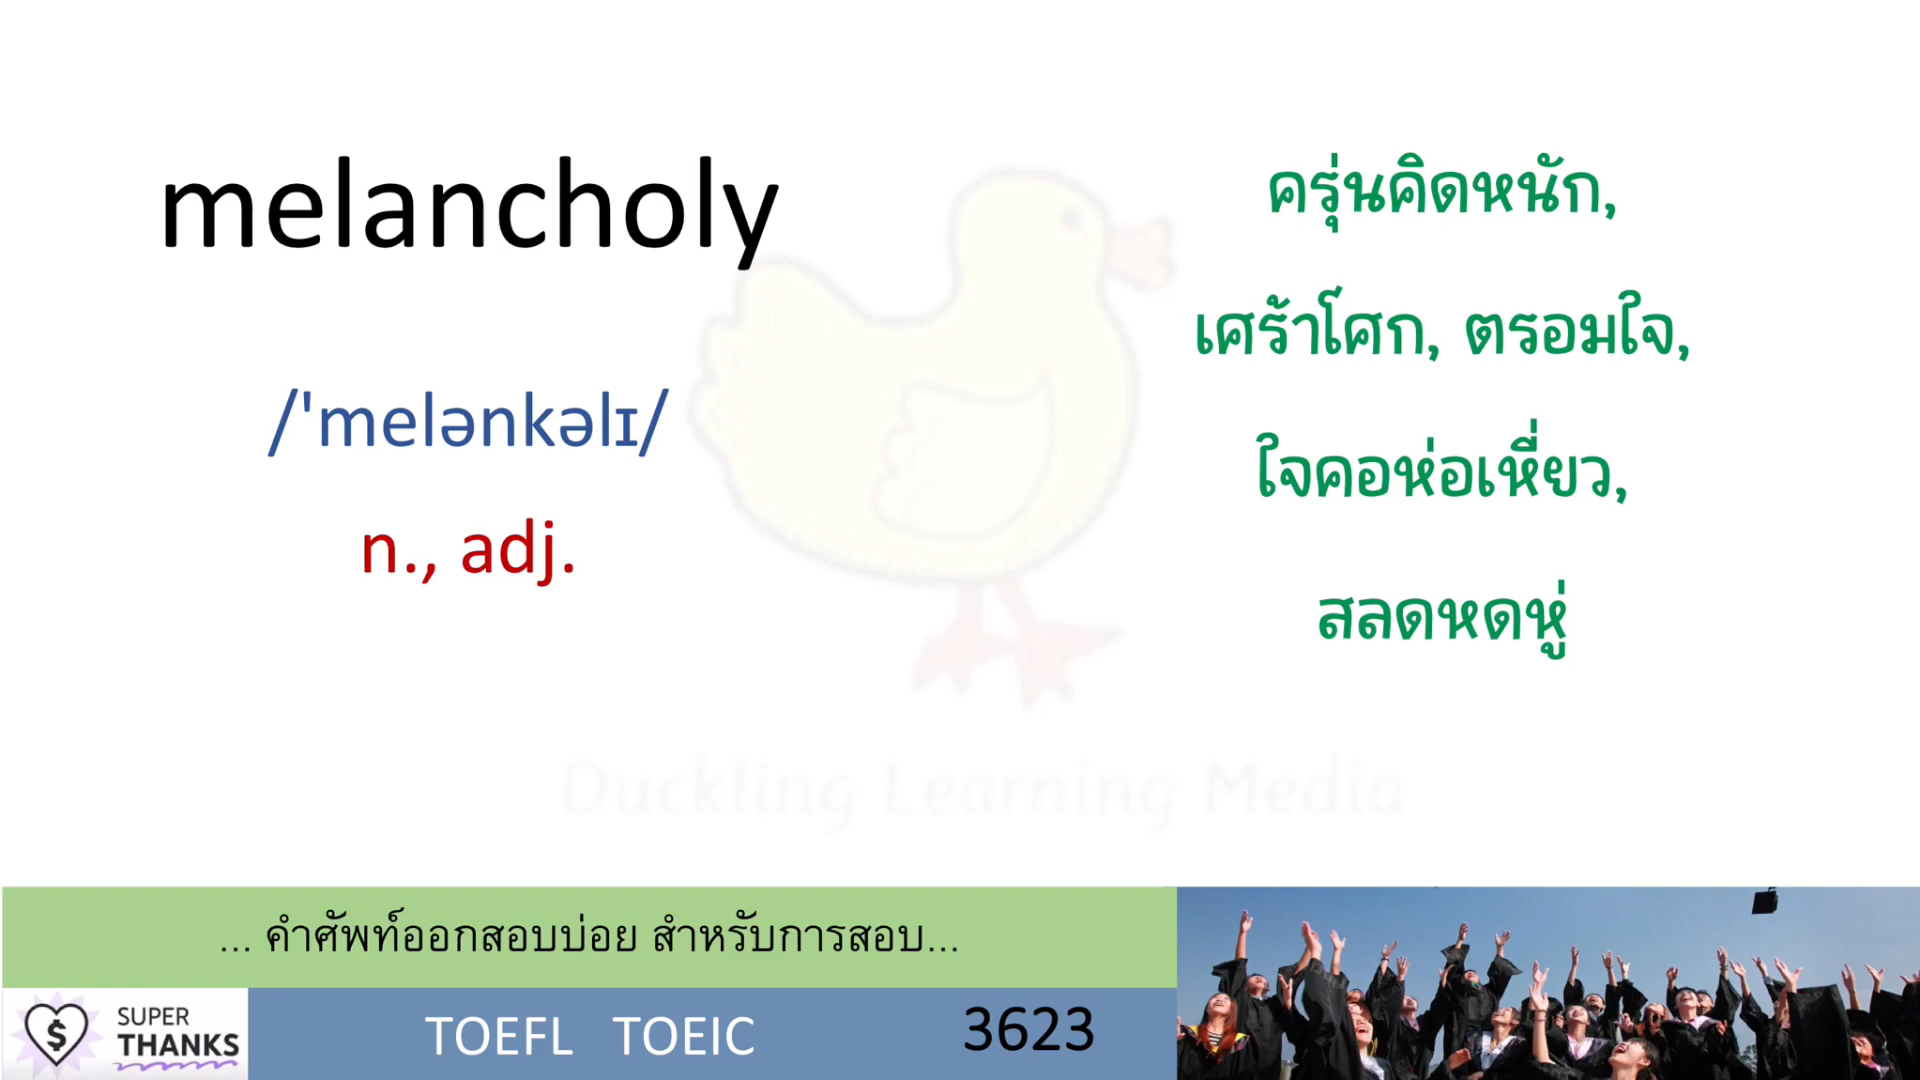 melancholy
/'melənkəlɪ/
n., adj.
ครุ่นคิดหนัก,
เศร้าโศก, ตรอมใจ,
ใจคอห่อเหี่ยว,
สลดหดหู่
Duckling Learning Media
... คำศัพท์ออกสอบบ่อย สำหรับการสอบ...
$
SUPER
THANKS
TOEFL TOEIC
3623